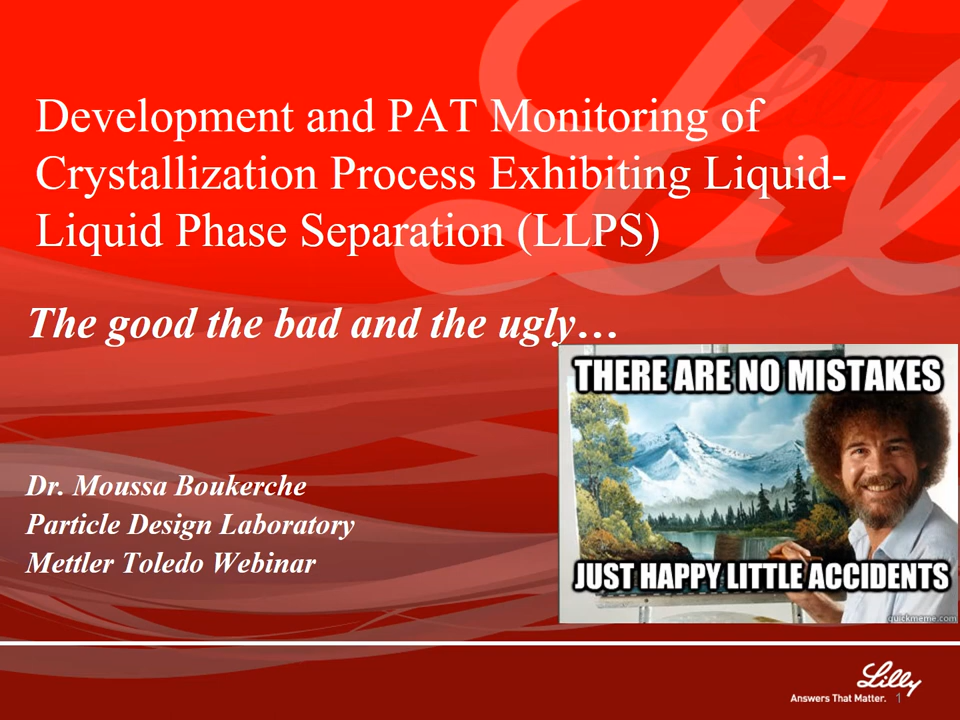 Development and PAT Monitoring of
Crystallization Process Exhibiting Liquid-
Liquid Phase Separation (LLPS)
The good the bad and the ugly…
THERE ARE NO MISTAKES
JUST HAPPY LITTLE ACCIDENTS
quickmeme.com
Dr. Moussa Boukerche
Particle Design Laboratory
Mettler Toledo Webinar
Lilly
Answers That Matter.
1